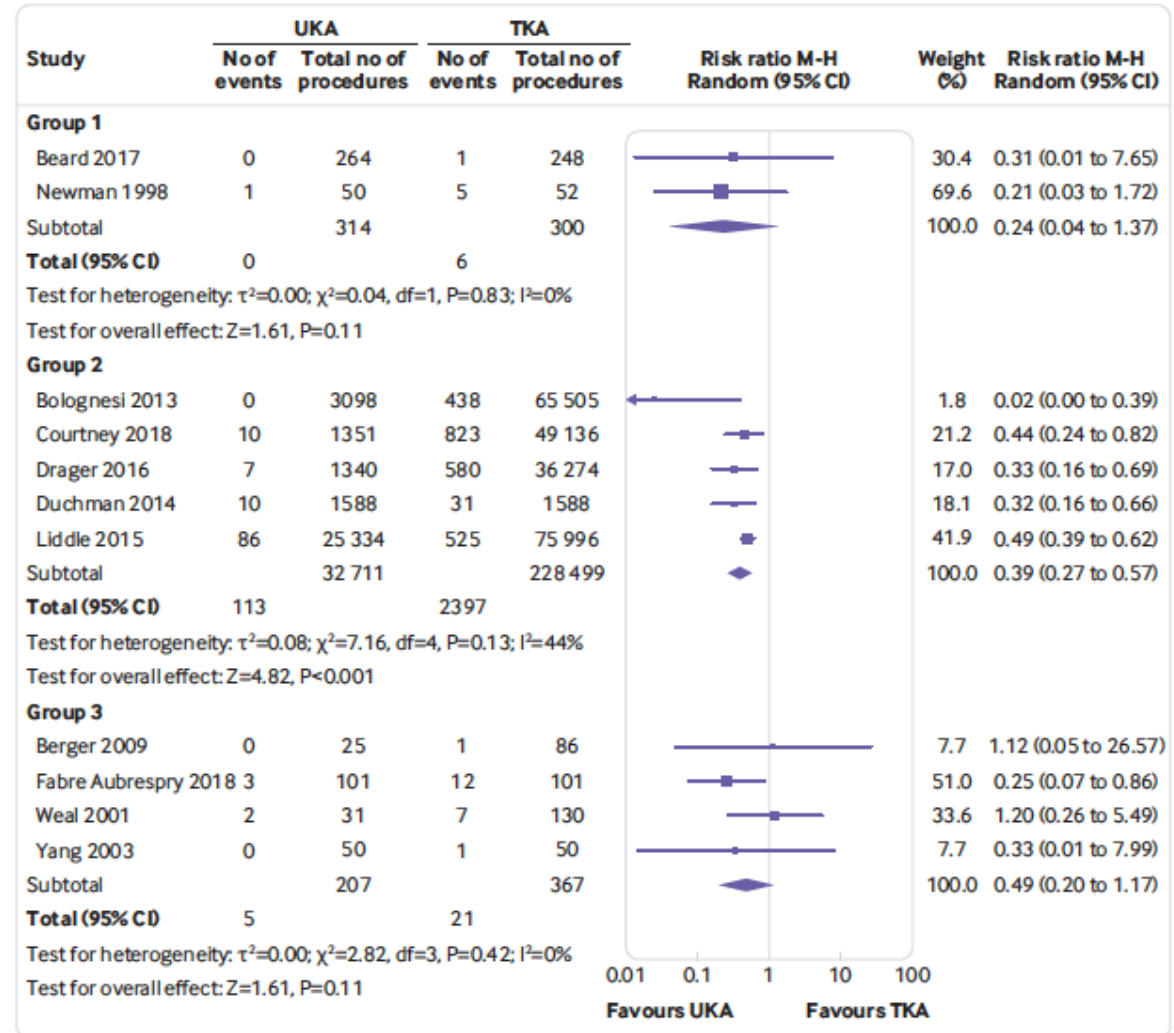 UKA TKA
Study No of events Total no of procedures No of events Total no of procedures Risk ratio M-H Random (95% CI) Weight (%) Risk ratio M-H Random (95% CI)
Group 1
Beard 2017 0 264 1 248 30.4 0.31 (0.01 to 7.65)
Newman 1998 1 50 5 52 69.6 0.21 (0.03 to 1.72)
Subtotal 314 300 100.0 0.24 (0.04 to 1.37)
Total (95% CI) 0 6
Test for heterogeneity: τ²=0.00; χ²=0.04, df=1, P=0.83; I²=0%
Test for overall effect: Z=1.61, P=0.11
Group 2
Bolognesi 2013 0 3098 438 65 505 1.8 0.02 (0.00 to 0.39)
Courtney 2018 10 1351 823 49 136 21.2 0.44 (0.24 to 0.82)
Drager 2016 7 1340 580 36 274 17.0 0.33 (0.16 to 0.69)
Duchman 2014 10 1588 31 1588 18.1 0.32 (0.16 to 0.66)
Liddle 2015 86 25 334 525 75 996 41.9 0.49 (0.39 to 0.62)
Subtotal 32 711 228 499 100.0 0.39 (0.27 to 0.57)
Total (95% CI) 113 2397
Test for heterogeneity: τ²=0.08; χ²=7.16, df=4, P=0.13; I²=44%
Test for overall effect: Z=4.82, P<0.001
Group 3
Berger 2009 0 25 1 86 7.7 1.12 (0.05 to 26.57)
Fabre Aubrespry 2018 3 101 12 101 51.0 0.25 (0.07 to 0.86)
Weal 2001 2 31 7 130 33.6 1.20 (0.26 to 5.49)
Yang 2003 0 50 1 50 7.7 0.33 (0.01 to 7.99)
Subtotal 207 367 100.0 0.49 (0.20 to 1.17)
Total (95% CI) 5 21
Test for heterogeneity: τ²=0.00; χ²=2.82, df=3, P=0.42; I²=0%
Test for overall effect: Z=1.61, P=0.11
0.01 0.1 1 10 100
Favours UKA Favours TKA